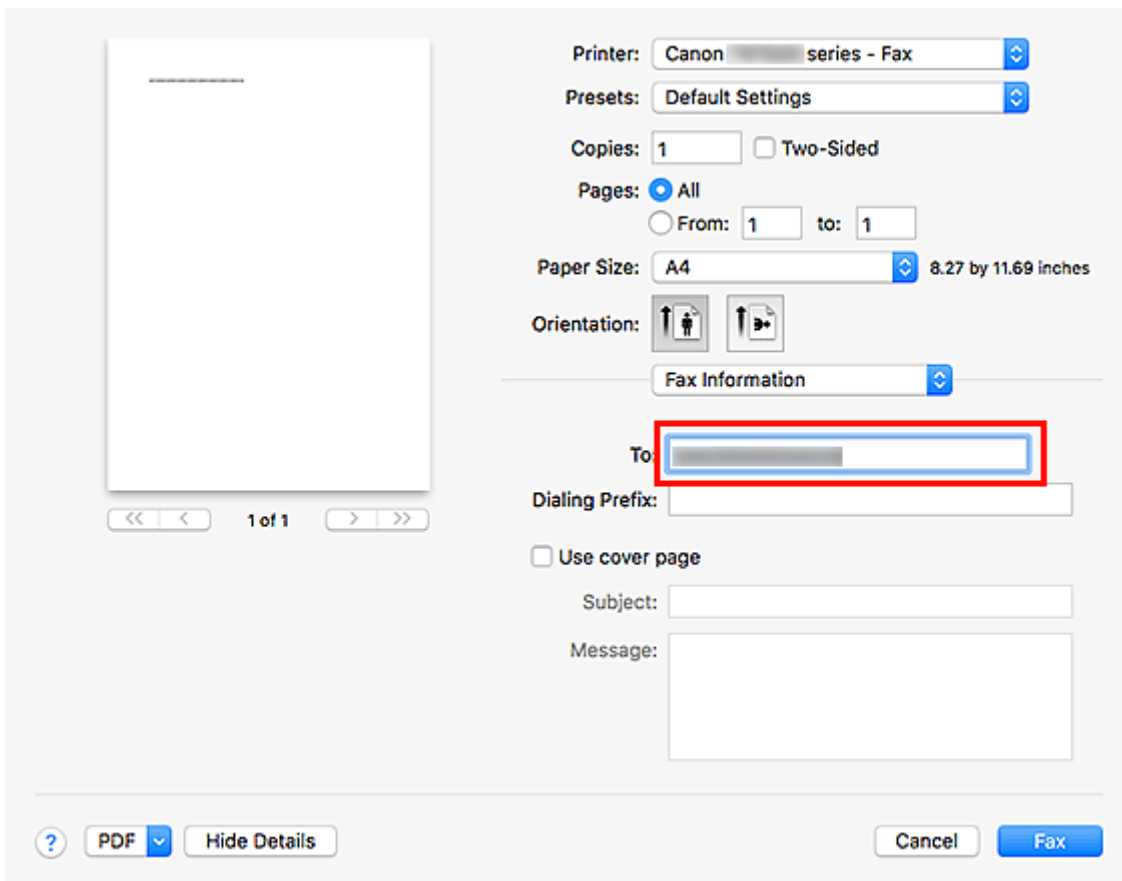 Printer: Canon series - Fax
Presets: Default Settings
Copies: 1 Two-Sided
Pages: All
From: 1 to: 1
Paper Size: A4 8.27 by 11.69 inches
Orientation:
Fax Information
To:
Dialing Prefix:
1 of 1
Use cover page
Subject:
Message:
? PDF Hide Details Cancel Fax